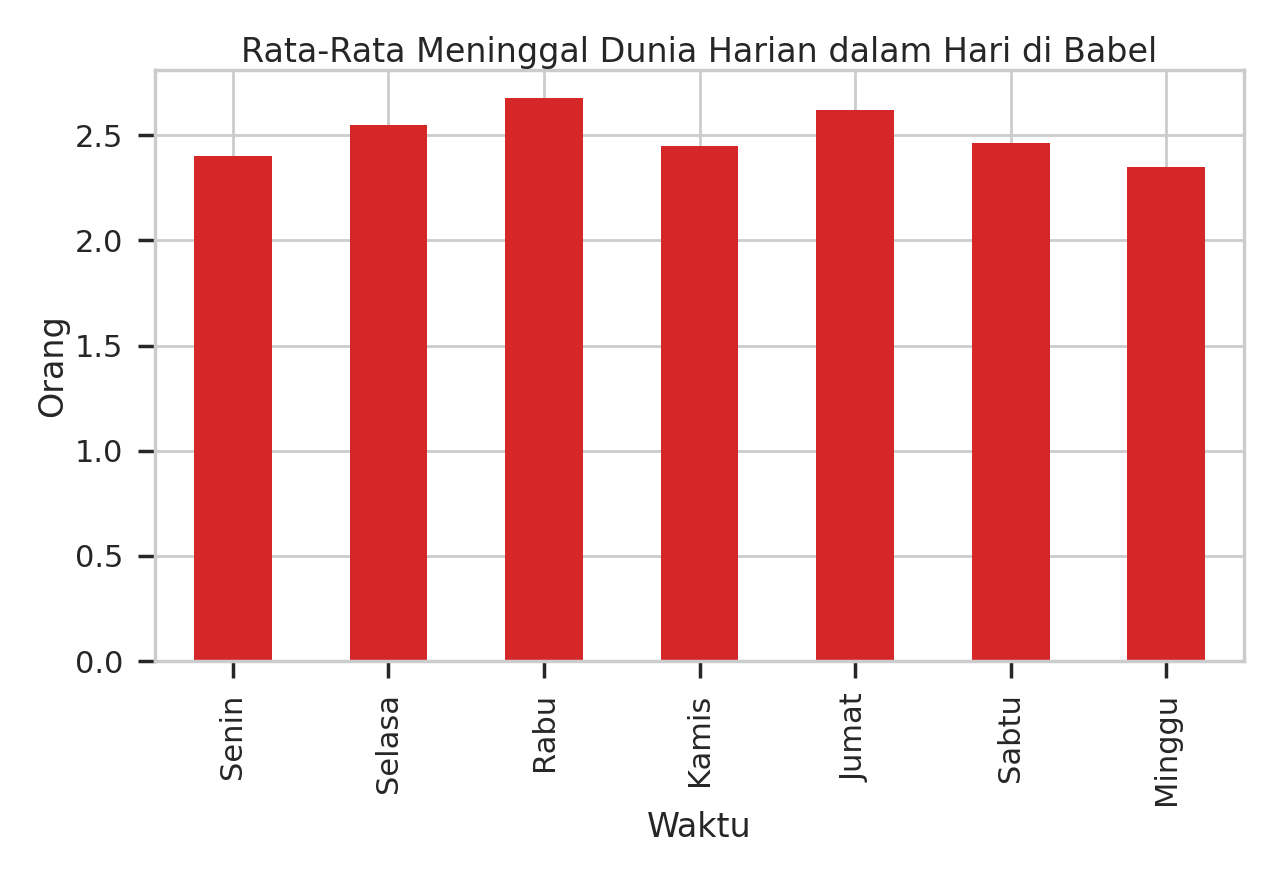 Rata-Rata Meninggal Dunia Harian dalam Hari di Babel
Orang
2.5
2.0
1.5
1.0
0.5
0.0
Senin
Selasa
Rabu
Kamis
Jumat
Sabtu
Minggu
Waktu